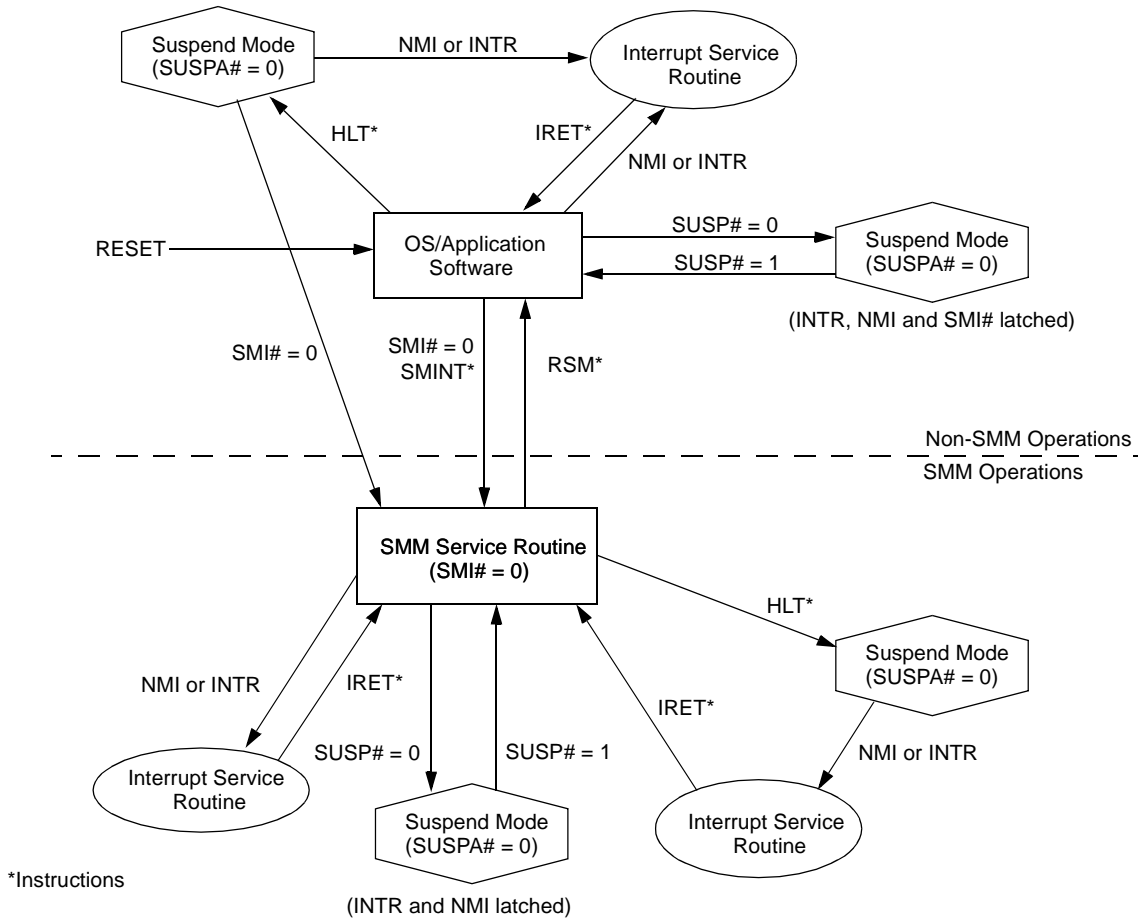 Suspend Mode
(SUSPA# = 0)
NMI or INTR
Interrupt Service
Routine
HLT*
IRET*
NMI or INTR
RESET
OS/Application
Software
SUSP# = 0
SUSP# = 1
Suspend Mode
(SUSPA# = 0)
(INTR, NMI and SMI# latched)
SMI# = 0
SMI# = 0
SMINT*
RSM*
Non-SMM Operations
SMM Operations
SMM Service Routine
(SMI# = 0)
HLT*
Suspend Mode
(SUSPA# = 0)
NMI or INTR
IRET*
IRET*
SUSP# = 0
SUSP# = 1
NMI or INTR
Interrupt Service
Routine
Suspend Mode
(SUSPA# = 0)
Interrupt Service
Routine
*Instructions
(INTR and NMI latched)